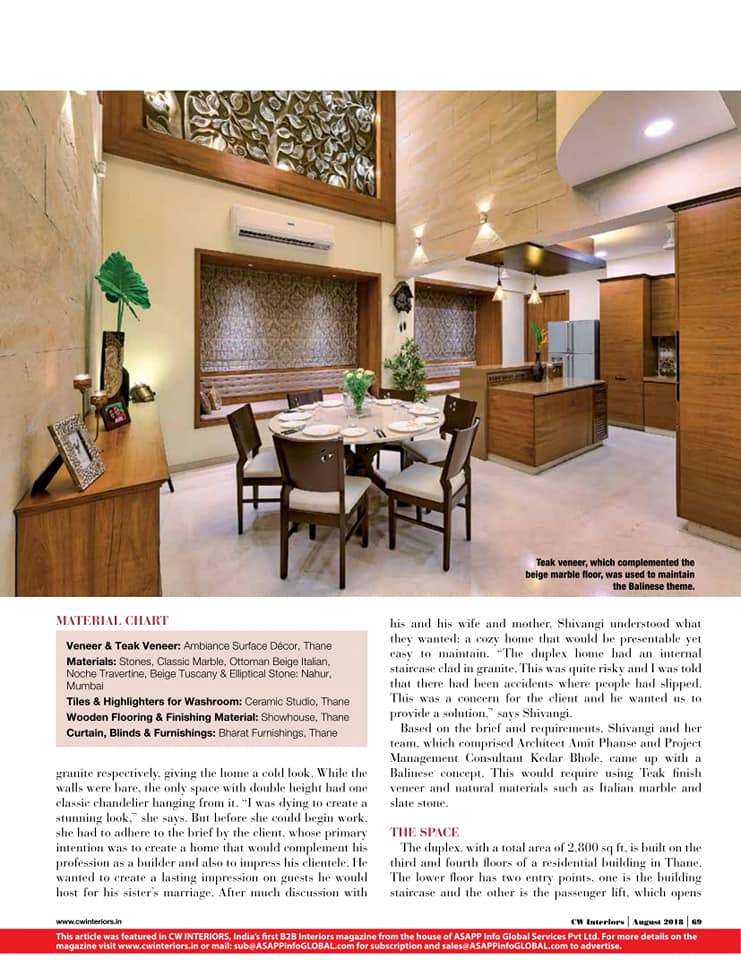 Teak veneer, which complemented the
beige marble floor, was used to maintain
the Balinese theme.
MATERIAL CHART
Veneer & Teak Veneer: Ambiance Surface Décor, Thane
Materials: Stones, Classic Marble, Ottoman Beige Italian,
Noche Travertine, Beige Tuscany & Elliptical Stone: Nahur,
Mumbai
Tiles & Highlighters for Washroom: Ceramic Studio, Thane
Wooden Flooring & Finishing Material: Showhouse, Thane
Curtain, Blinds & Furnishings: Bharat Furnishings, Thane
granite respectively, giving the home a cold look. While the
walls were bare, the only space with double height had one
classic chandelier hanging from it. “I was dying to create a
stunning look,” she says. But before she could begin work,
she had to adhere to the brief by the client, whose primary
intention was to create a home that would complement his
profession as a builder and also to impress his clientele. He
wanted to create a lasting impression on guests he would
host for his sister’s marriage. After much discussion with
his and his wife and mother, Shivangi understood what
they wanted: a cozy home that would be presentable yet
easy to maintain. “The duplex home had an internal
staircase clad in granite. This was quite risky and I was told
that there had been accidents where people had slipped.
This was a concern for the client and he wanted us to
provide a solution,” says Shivangi.
Based on the brief and requirements, Shivangi and her
team, which comprised Architect Amit Phanse and Project
Management Consultant Kedar Bhole, came up with a
Balinese concept. This would require using Teak finish
veneer and natural materials such as Italian marble and
slate stone.
THE SPACE
The duplex, with a total area of 2,800 sq ft, is built on the
third and fourth floors of a residential building in Thane.
The lower floor has two entry points, one is the building
staircase and the other is the passenger lift, which opens
www.cwinteriors.in
CW Interiors | August 2018 | 69
This article was featured in CW INTERIORS, India’s first B2B Interiors magazine from the house of ASAPP Info Global Services Pvt Ltd. For more details on the
magazine visit www.cwinteriors.in or mail: sub@ASAPPinfoGLOBAL.com for subscription and sales@ASAPPinfoGLOBAL.com to advertise.